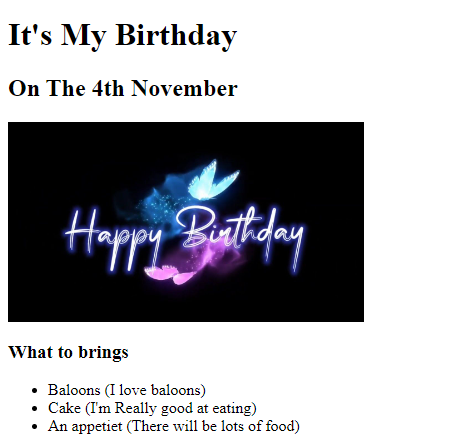 It's My Birthday
On The 4th November
Happy Birthday
What to brings
Baloons (I love baloons)
Cake (I'm Really good at eating)
An appetiet (There will be lots of food)